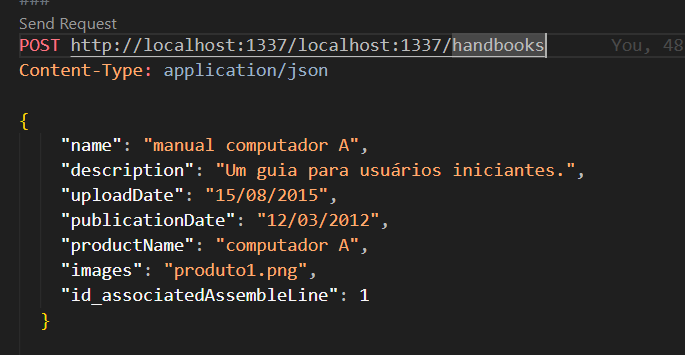 ###
Send Request
POST http://localhost:1337/localhost:1337/handbooks You, 48
Content-Type: application/json
{
"name": "manual computador A",
"description": "Um guia para usuários iniciantes.",
"uploadDate": "15/08/2015",
"publicationDate": "12/03/2012",
"productName": "computador A",
"images": "produto1.png",
"id_associatedAssembleLine": 1
}